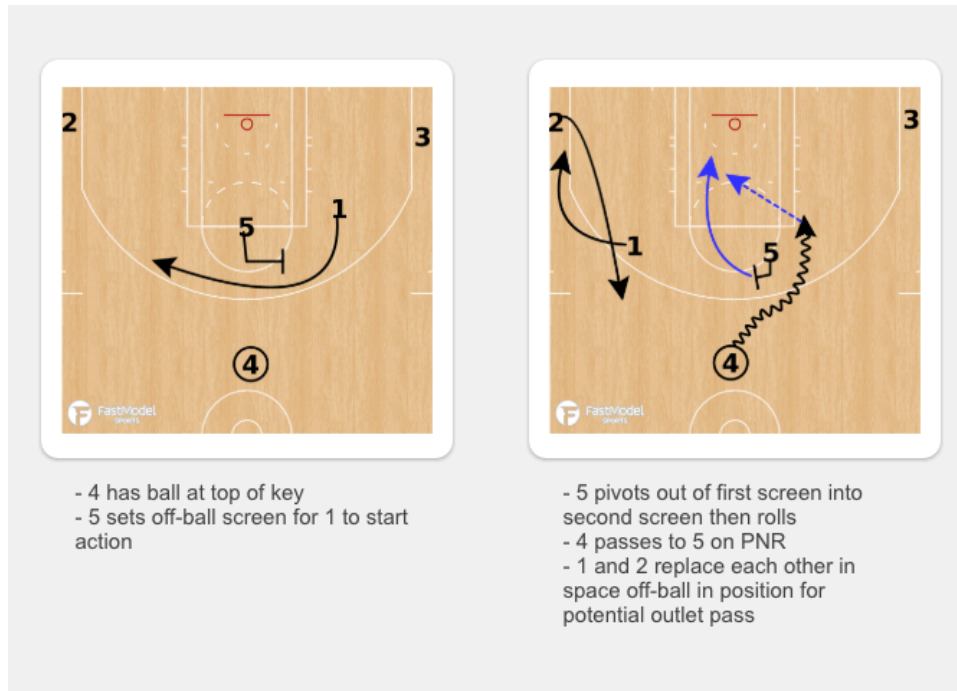 2
3
1
5
4
FastModel
SPORTS
- 4 has ball at top of key
- 5 sets off-ball screen for 1 to start
action
2
3
1
5
4
FastModel
SPORTS
- 5 pivots out of first screen into
second screen then rolls
- 4 passes to 5 on PNR
- 1 and 2 replace each other in
space off-ball in position for
potential outlet pass